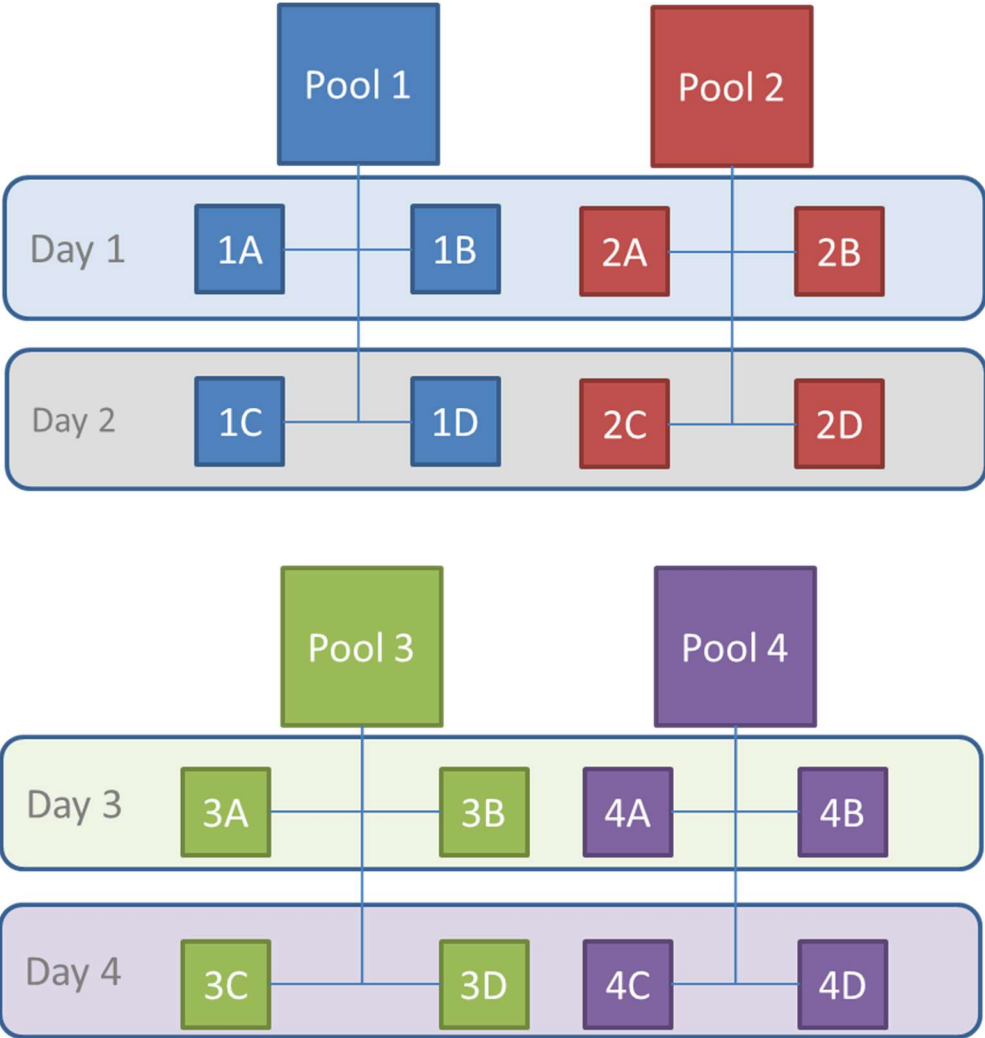 Pool 1 Pool 2
Day 1 1A 1B 2A 2B
Day 2 1C 1D 2C 2D
Pool 3 Pool 4
Day 3 3A 3B 4A 4B
Day 4 3C 3D 4C 4D